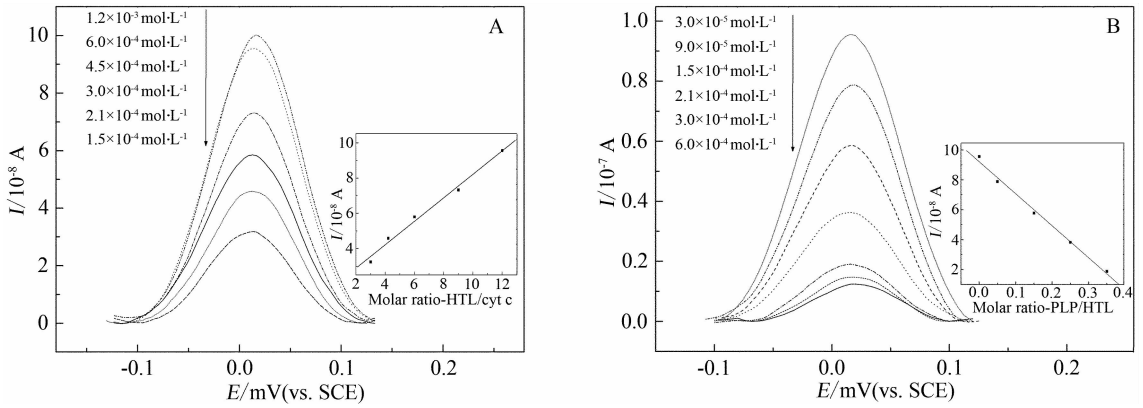 A
1.2×10⁻³ mol·L⁻¹
6.0×10⁻⁴ mol·L⁻¹
4.5×10⁻⁴ mol·L⁻¹
3.0×10⁻⁴ mol·L⁻¹
2.1×10⁻⁴ mol·L⁻¹
1.5×10⁻⁴ mol·L⁻¹
10
8
6
4
2
0
I/10⁻⁸ A
-0.1
0.0
0.1
0.2
E/mV(vs. SCE)
10
8
6
4
I/10⁻⁸ A
2 4 6 8 10 12
Molar ratio-HTL/cyt c
B
3.0×10⁻⁵ mol·L⁻¹
9.0×10⁻⁵ mol·L⁻¹
1.5×10⁻⁴ mol·L⁻¹
2.1×10⁻⁴ mol·L⁻¹
3.0×10⁻⁴ mol·L⁻¹
6.0×10⁻⁴ mol·L⁻¹
1.0
0.8
0.6
0.4
0.2
0.0
I/10⁻⁷ A
-0.1
0.0
0.1
0.2
E/mV(vs. SCE)
10
8
6
4
2
I/10⁻⁸ A
0.0 0.1 0.2 0.3 0.4
Molar ratio-PLP/HTL